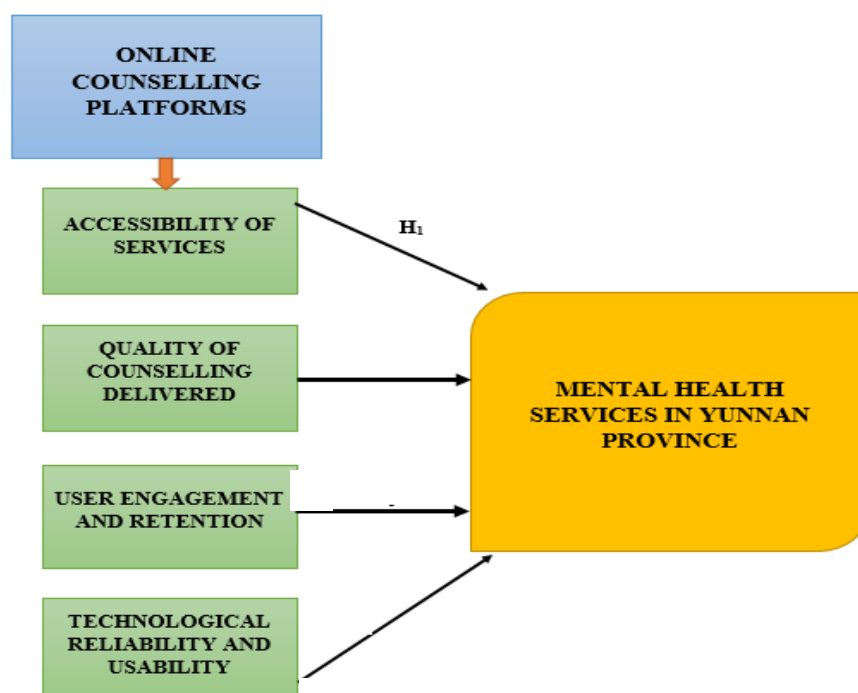 ONLINE
COUNSELLING
PLATFORMS
ACCESSIBILITY OF
SERVICES
H₁
QUALITY OF
COUNSELLING
DELIVERED
MENTAL HEALTH
SERVICES IN YUNNAN
PROVINCE
USER ENGAGEMENT
AND RETENTION
TECHNOLOGICAL
RELIABILITY AND
USABILITY